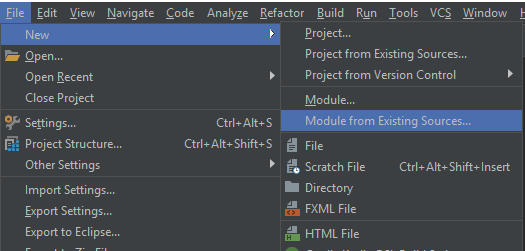 File Edit View Navigate Code Analyze Refactor Build Run Tools VCS Window
New
Open...
Open Recent
Close Project
Settings... Ctrl+Alt+S
Project Structure... Ctrl+Alt+Shift+S
Other Settings
Import Settings...
Export Settings...
Export to Eclipse...
Project...
Project from Existing Sources...
Project from Version Control
Module...
Module from Existing Sources...
File
Scratch File Ctrl+Alt+Shift+Insert
Directory
FXML File
HTML File